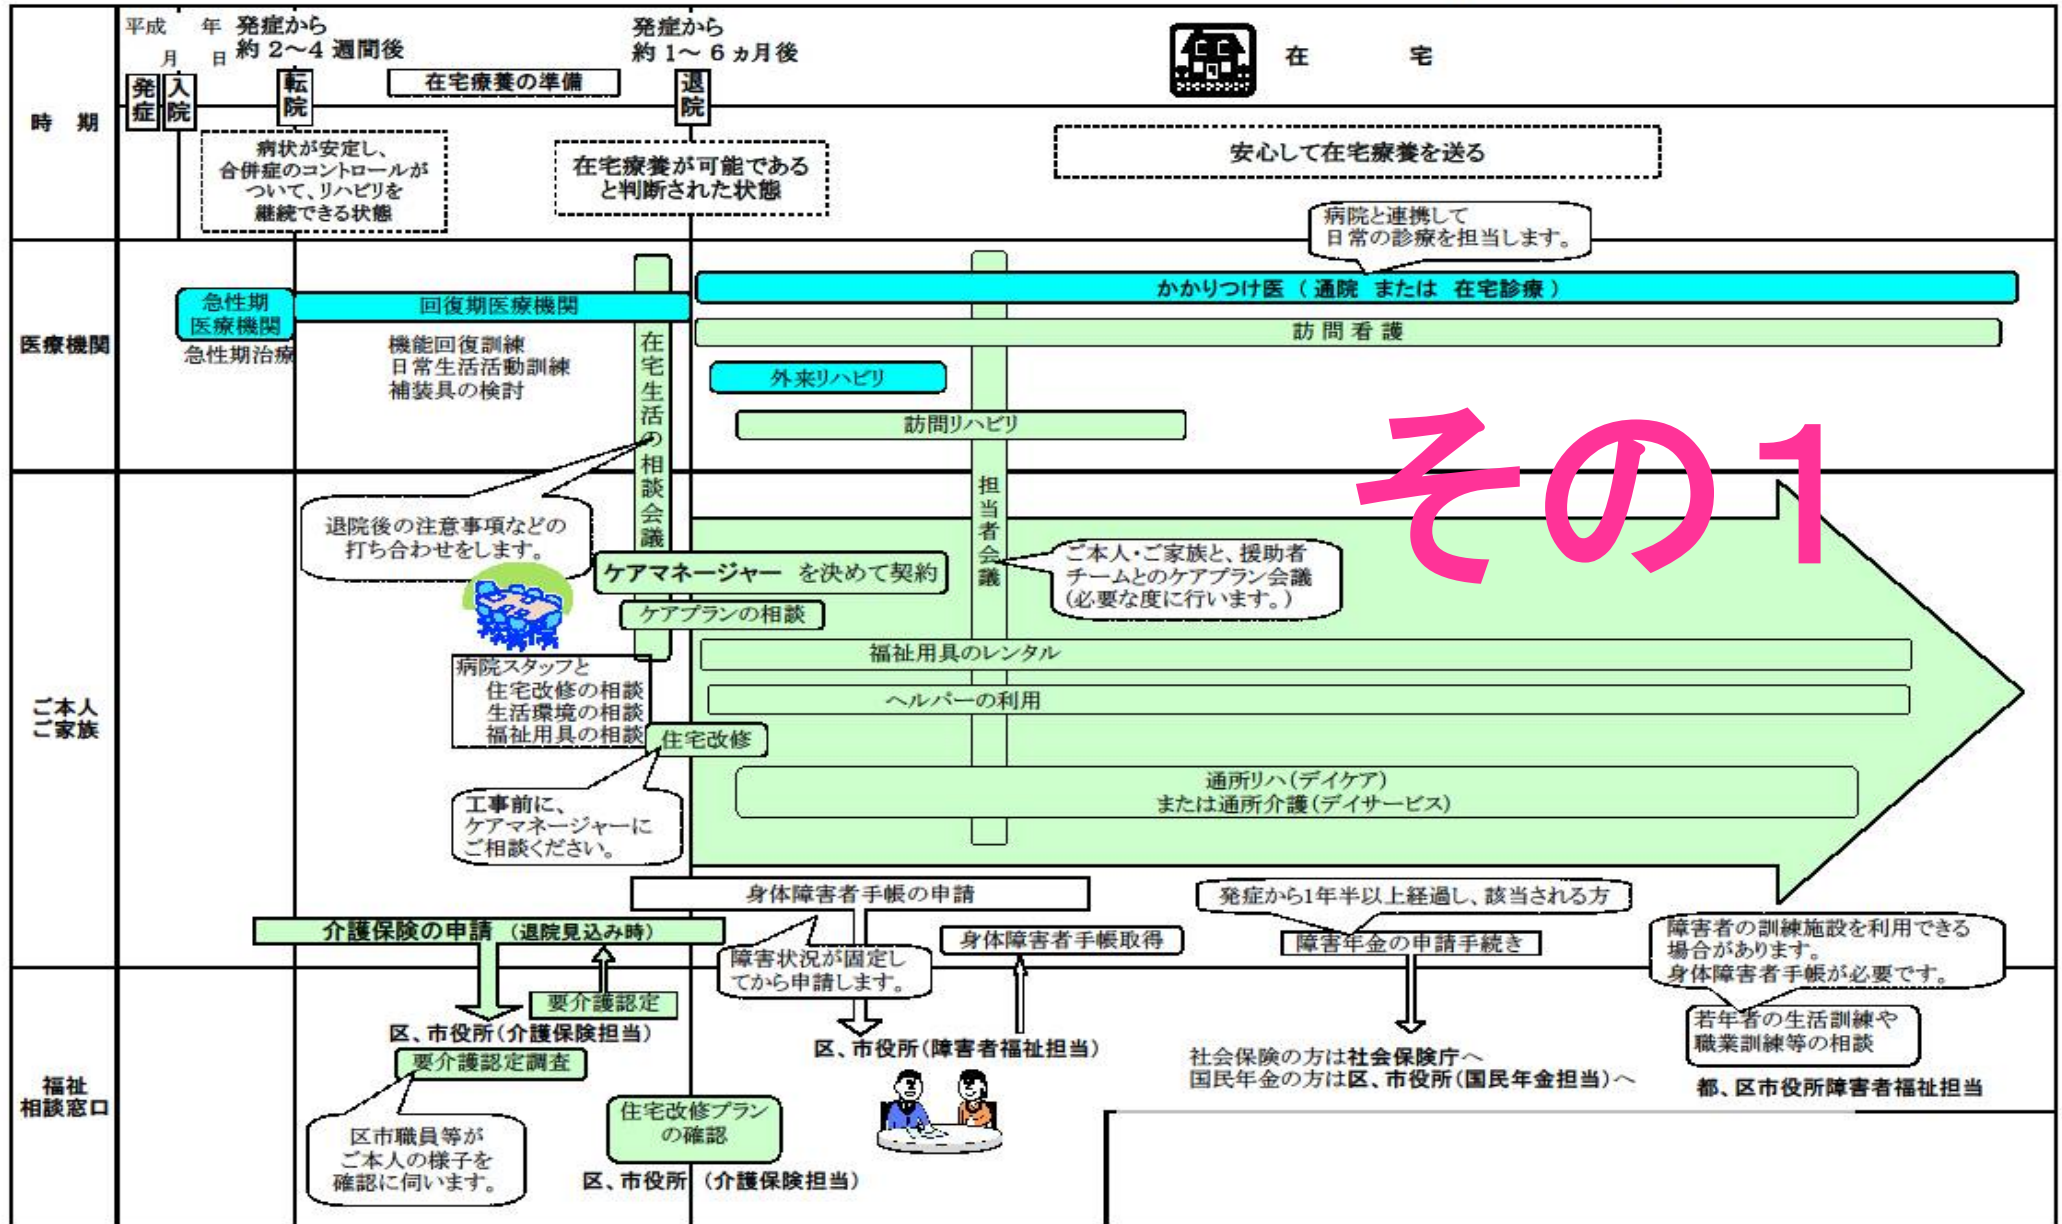 平成　年
月　日
発症から
約 2～4 週間後
発症から
約 1～ 6 ヵ月後
在　宅
時　期
発症
入院
転院
在宅療養の準備
退院
病状が安定し、
合併症のコントロールが
ついて、リハビリを
継続できる状態
在宅療養が可能である
と判断された状態
安心して在宅療養を送る
病院と連携して
日常の診療を担当します。
医療機関
急性期
医療機関
急性期治療
回復期医療機関
機能回復訓練
日常生活活動訓練
補装具の検討
在宅生活の相談会議
かかりつけ医（ 通院 または 在宅診療 ）
訪 問 看 護
外来リハビリ
訪問リハビリ
その１
担当者会議
ご本人
ご家族
退院後の注意事項などの
打ち合わせをします。
ケアマネージャー を決めて契約
ケアプランの相談
ご本人・ご家族と、援助者
チームとのケアプラン会議
(必要な度に行います。)
病院スタッフと
住宅改修の相談
生活環境の相談
福祉用具の相談
福祉用具のレンタル
ヘルパーの利用
住宅改修
通所リハ(デイケア)
または通所介護(デイサービス)
工事前に、
ケアマネージャーに
ご相談ください。
身体障害者手帳の申請
発症から1年半以上経過し、該当される方
介護保険の申請 (退院見込み時)
身体障害者手帳取得
障害年金の申請手続き
障害者の訓練施設を利用できる
場合があります。
身体障害者手帳が必要です。
障害状況が固定し
てから申請します。
福祉
相談窓口
要介護認定
区、市役所(介護保険担当)
要介護認定調査
区市職員等が
ご本人の様子を
確認に伺います。
住宅改修プラン
の確認
区、市役所 (介護保険担当)
区、市役所(障害者福祉担当)
社会保険の方は社会保険庁へ
国民年金の方は区、市役所(国民年金担当)へ
若年者の生活訓練や
職業訓練等の相談
都、区市役所障害者福祉担当